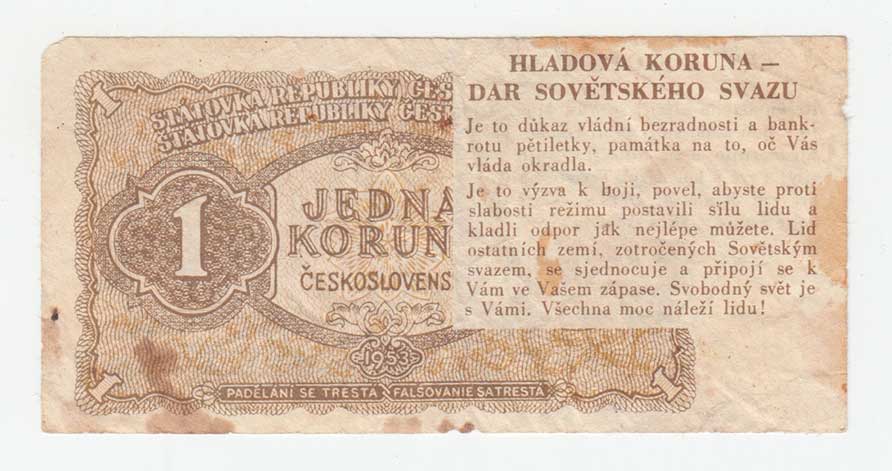 1
STÁTOVKA REPUBLIKY ČES
STÁTOVKA REPUBLIKY ČES
1
JEDNA
KORUN
ČESKOSLOVENS
1953
1
PADĚLÁNÍ SE TRESTÁ FALŠOVANIE SA TRESTÁ
1
HLADOVÁ KORUNA –
DAR SOVĚTSKÉHO SVAZU
Je to důkaz vládní bezradnosti a bank-
rotu pětiletky, památka na to, oč Vás
vláda okradla.
Je to výzva k boji, povel, abyste proti
slabosti režimu postavili sílu lidu a
kladli odpor jak nejlépe můžete. Lid
ostatních zemí, zotročených Sovětským
svazem, se sjednocuje a připojí se k
Vám ve Vašem zápase. Svobodný svět je
s Vámi. Všechna moc náleží lidu!